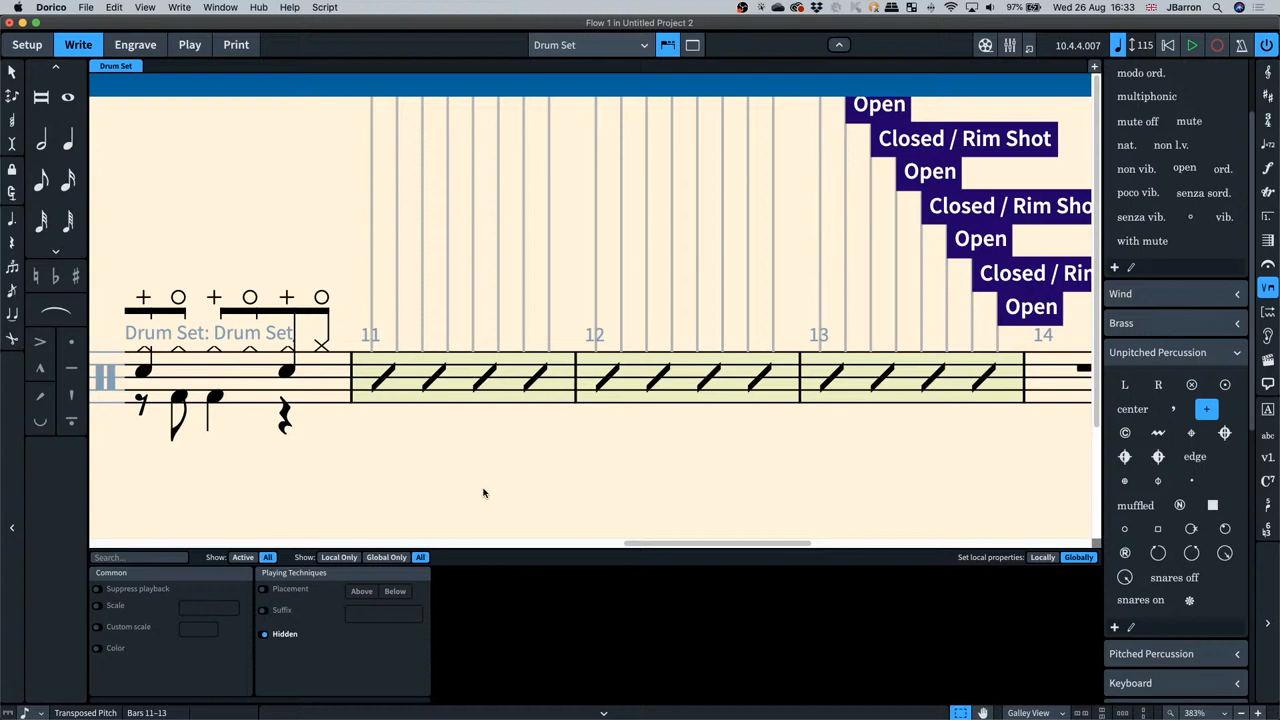 Dorico File Edit View Write Window Hub Help Script 97% Wed 26 Aug 16:33 JBarron
Flow 1 in Untitled Project 2
Setup Write Engrave Play Print Drum Set 10.4.4.007 115
Drum Set
modo ord.
multiphonic
mute off mute
nat. non l.v.
non vib. open ord.
poco vib. senza sord.
senza vib. vib.
with mute
Wind
Brass
Unpitched Percussion
L R
center
edge
muffled
snares off
snares on
Pitched Percussion
Keyboard
Open
Closed / Rim Shot
Open
Closed / Rim Sho
Open
Closed / Rim
Open
Drum Set: Drum Set 11 12 13 14
Search... Show: Active All Show: Local Only Global Only All Set local properties: Locally Globally
Common Playing Techniques
Suppress playback Placement Above Below
Scale Suffix
Custom scale Hidden
Color
abc
v1.
Transposed Pitch Bars 11–13 Galley View 383%